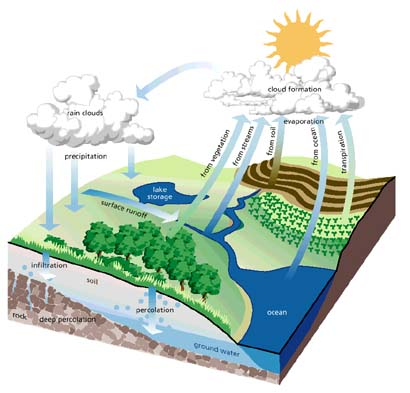 cloud formation
rain clouds
evaporation
precipitation
from vegetation
from streams
from soil
from ocean
transpiration
lake
storage
surface runoff
infiltration
soil
percolation
ocean
rock
deep percolation
ground water